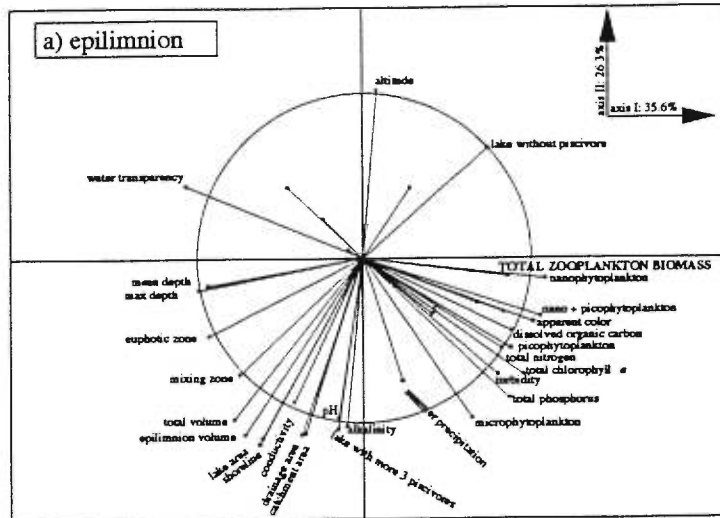 a) epilimnion
axis II: 26.3%
axis I: 35.6%
altitude
lake without piscivore
water transparency
TOTAL ZOOPLANKTON BIOMASS
nanophytoplankton
mean depth
max depth
nano + picophytoplankton
apparent color
dissolved organic carbon
euphotic zone
picophytoplankton
total nitrogen
total chlorophyll a
turbidity
mixing zone
total phosphorus
pH
total volume
microphytoplankton
epilimnion volume
alkalinity
precipitation
lake area
shoreline
conductivity
drainage area
catchment area
lake with more 3 piscivores